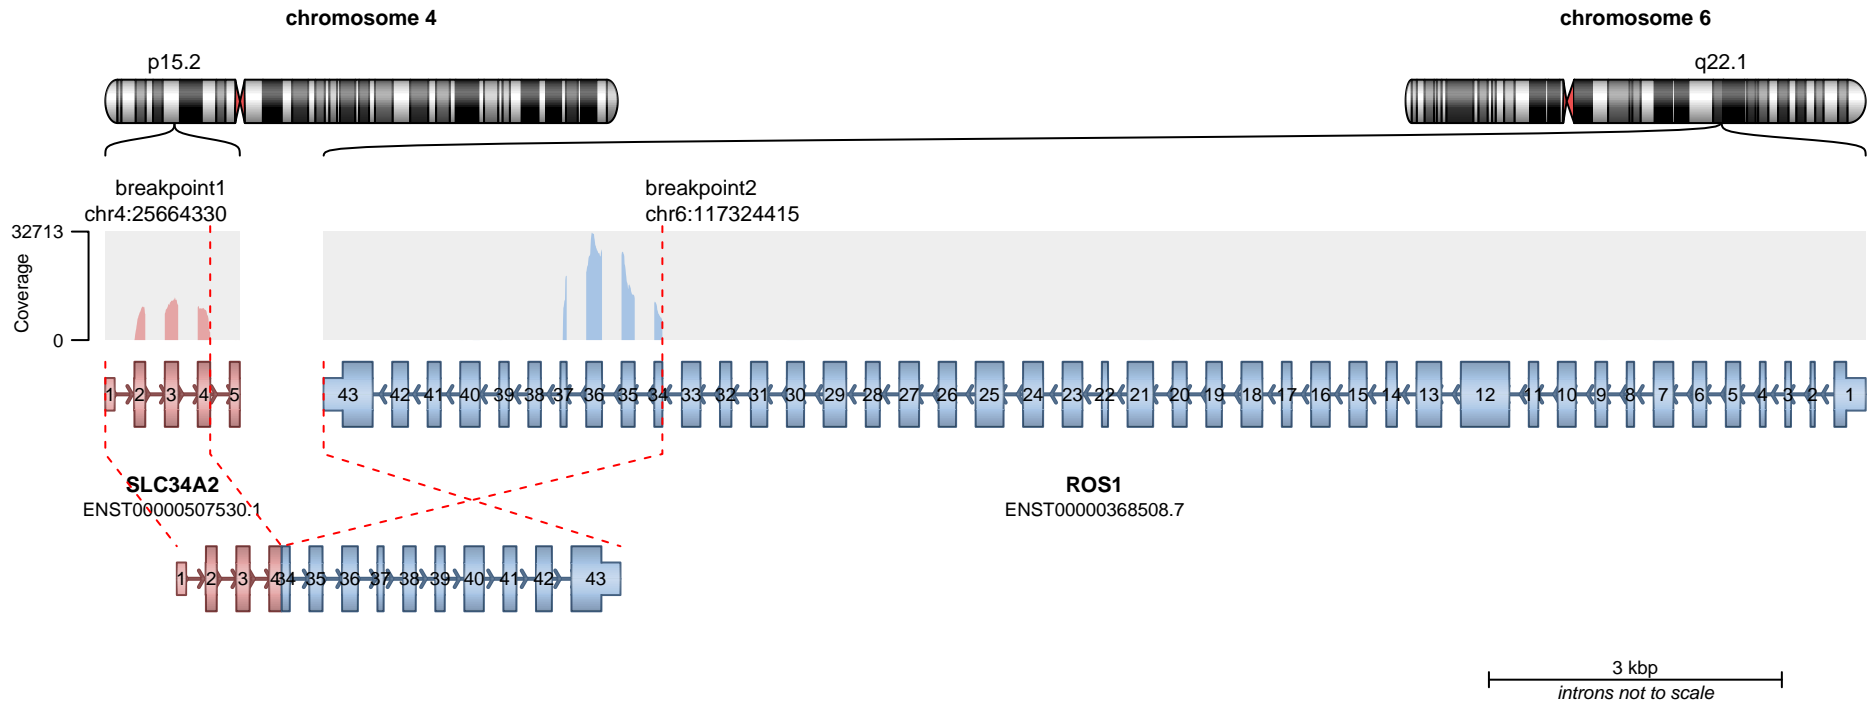 chromosome 4
chromosome 6
p15.2
q22.1
breakpoint1
chr4:25664330
breakpoint2
chr6:117324415
32713
Coverage
0
1 2 3 4 5
43 42 41 40 39 38 37 36 35 34 33 32 31 30 29 28 27 26 25 24 23 22 21 20 19 18 17 16 15 14 13 12 11 10 9 8 7 6 5 4 3 2 1
SLC34A2
ENST00000507530.1
ROS1
ENST00000368508.7
1 2 3 4 34 35 36 37 38 39 40 41 42 43
3 kbp
introns not to scale